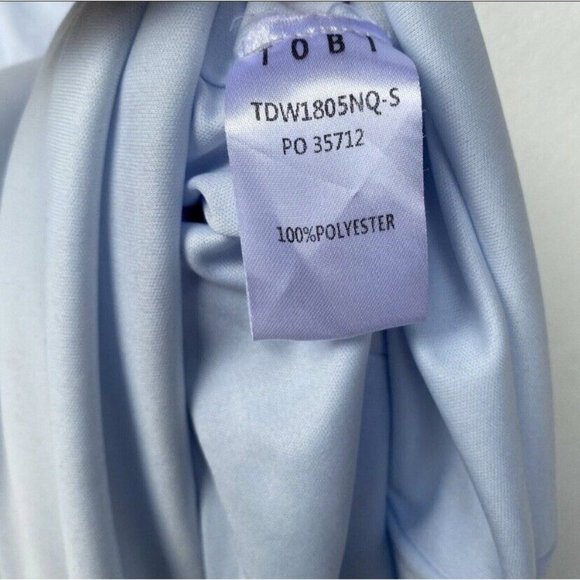 TOBI
TDW1805NQ-S
PO 35712
100%POLYESTER